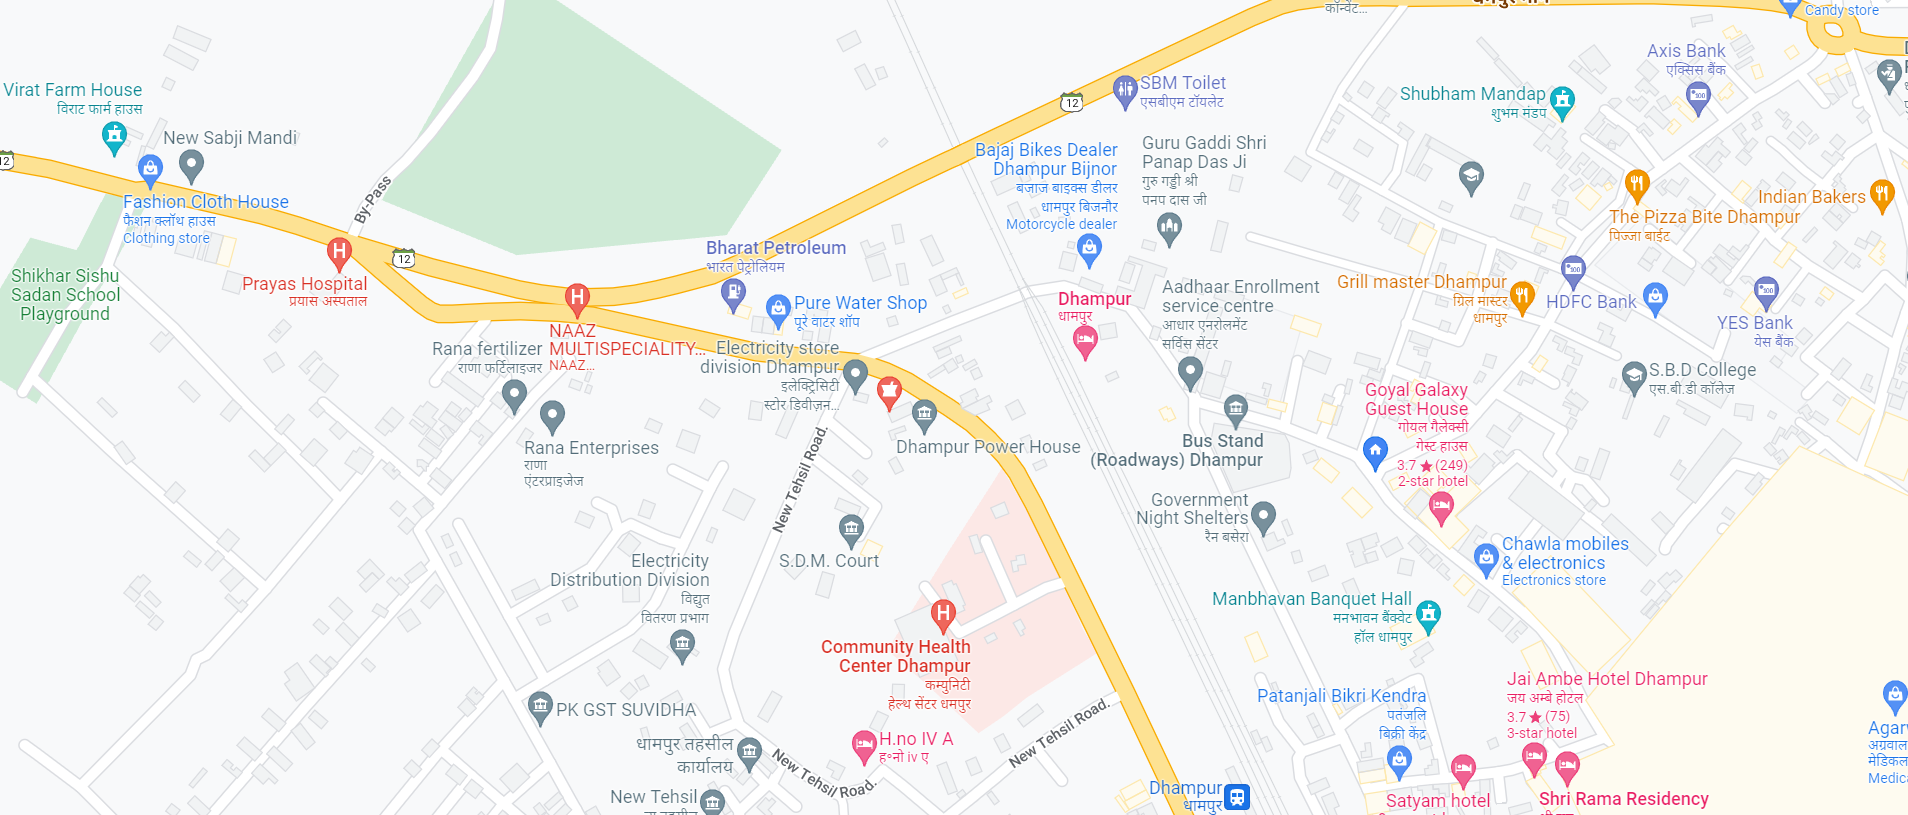 कॉन्वेंट...
Candy store
Axis Bank
एक्सिस बैंक
Virat Farm House
विराट फार्म हाउस
SBM Toilet
एसबीएम टॉयलेट
Shubham Mandap
शुभम मंडप
12
12
12
12
New Sabji Mandi
By-Pass
Fashion Cloth House
फैशन क्लॉथ हाउस
Clothing store
Bajaj Bikes Dealer
Dhampur Bijnor
बजाज बाइक्स डीलर
धामपुर बिजनौर
Motorcycle dealer
Guru Gaddi Shri
Panap Das Ji
गुरु गद्दी श्री
पनप दास जी
Indian Bakers
The Pizza Bite Dhampur
पिज्जा बाईट
Shikhar Sishu
Sadan School
Playground
Prayas Hospital
प्रयास अस्पताल
Bharat Petroleum
भारत पेट्रोलियम
Pure Water Shop
पूरे वाटर शॉप
Dhampur
धामपुर
Aadhaar Enrollment
service centre
आधार एनरोलमेंट
सर्विस सेंटर
Grill master Dhampur
ग्रिल मास्टर
धामपुर
HDFC Bank
YES Bank
येस बैंक
NAAZ
MULTISPECIALITY...
NAAZ...
Rana fertilizer
राणा फर्टिलाइजर
Electricity store
division Dhampur
इलेक्ट्रिसिटी
स्टोर डिवीज़न...
S.B.D College
एस.बी.डी कॉलेज
Goyal Galaxy
Guest House
गोयल गैलेक्सी
गेस्ट हाउस
3.7 ★ (249)
2-star hotel
Rana Enterprises
राणा
एंटरप्राइजेज
Dhampur Power House
Bus Stand
(Roadways) Dhampur
New Tehsil Road.
Government
Night Shelters
रैन बसेरा
S.D.M. Court
Chawla mobiles
& electronics
Electronics store
Electricity
Distribution Division
विद्युत
वितरण प्रभाग
Manbhavan Banquet Hall
मनभावन बैंक्वेट
हॉल धामपुर
Community Health
Center Dhampur
कम्युनिटी
हेल्थ सेंटर धमपुर
PK GST SUVIDHA
Patanjali Bikri Kendra
पतंजलि
बिक्री केंद्र
Jai Ambe Hotel Dhampur
जय अम्बे होटल
3.7 ★ (75)
3-star hotel
धामपुर तहसील
कार्यालय
H.no IV A
ह॰नो iv ए
New Tehsil Road.
New Tehsil Road.
Agarw
अग्रवाल
मेडिकल
Medica
New Tehsil
Dhampur
धामपुर
Satyam hotel
Shri Rama Residency